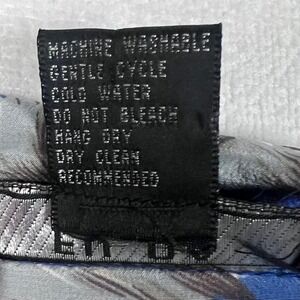 MACHINE WASHABLE
GENTLE CYCLE
COLD WATER
DO NOT BLEACH
HANG DRY
DRY CLEAN
RECOMMENDED